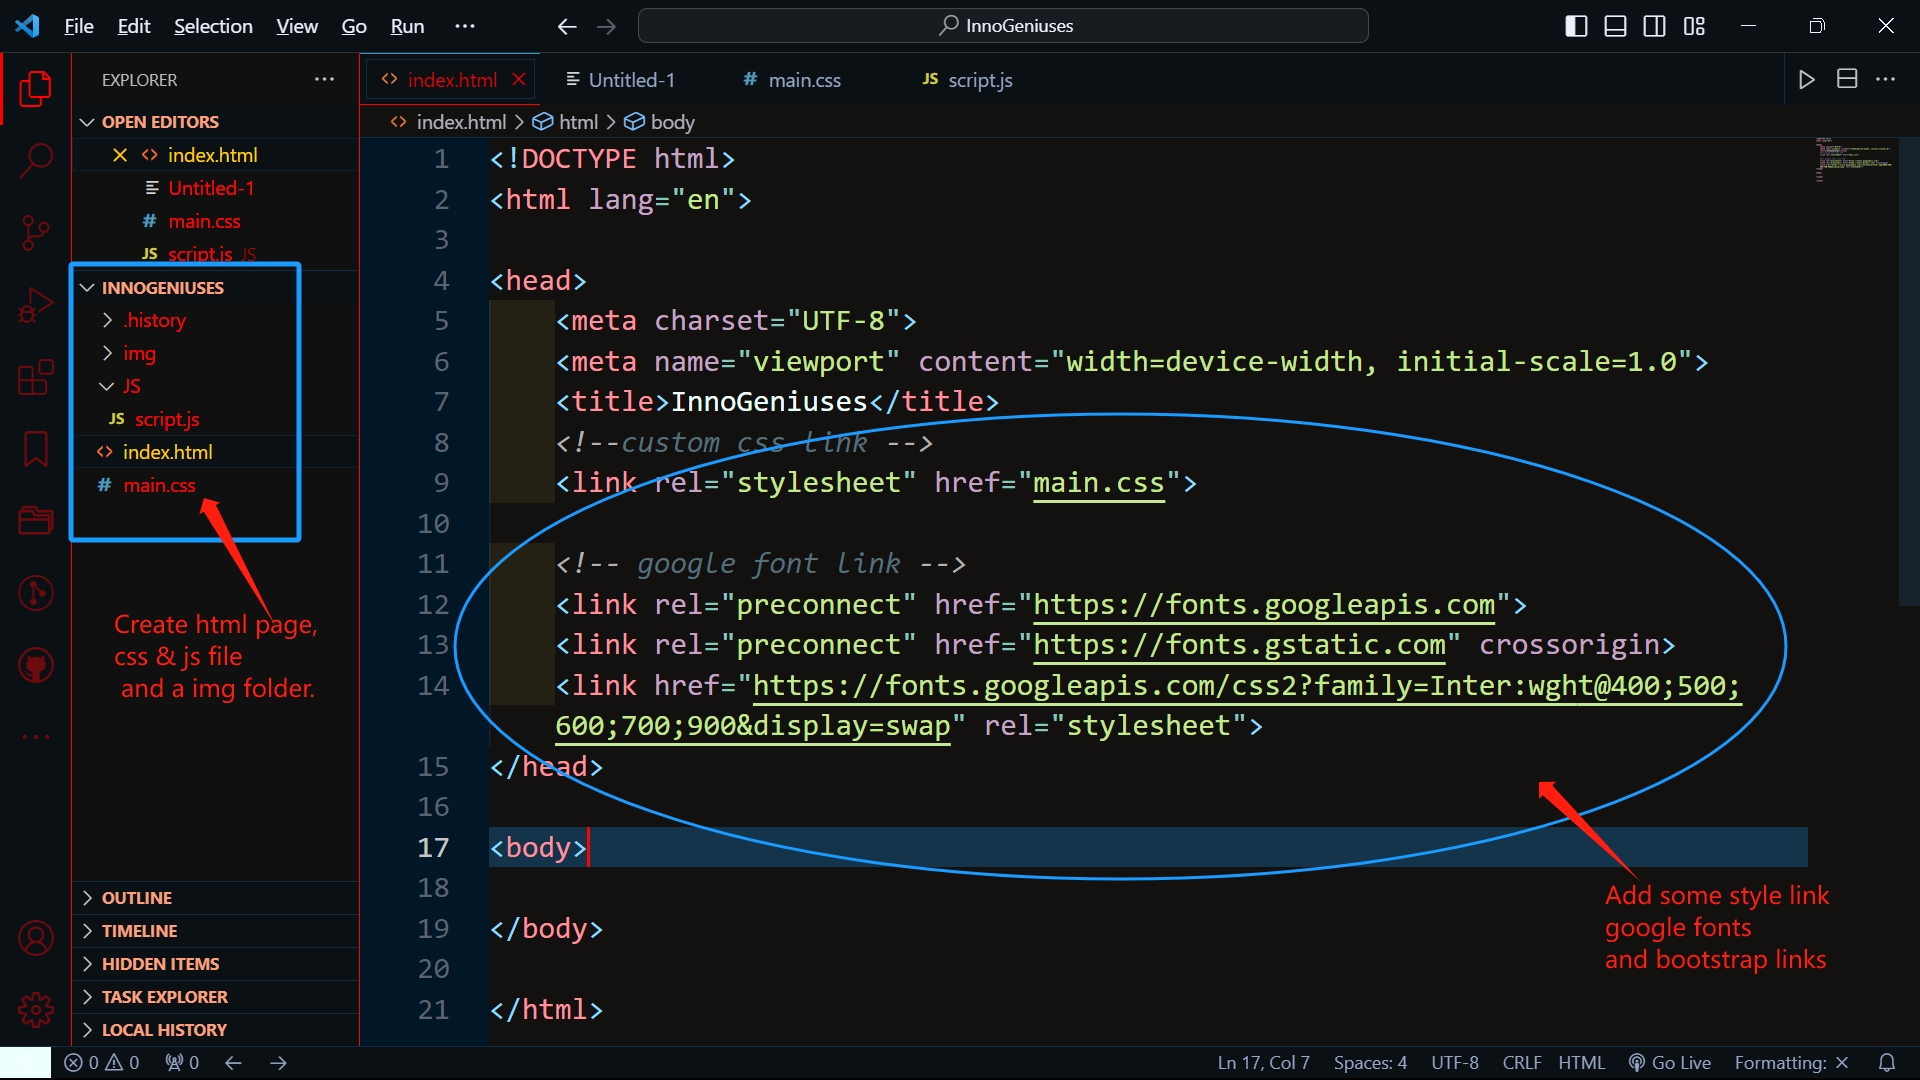 File Edit Selection View Go Run ···
InnoGeniuses
EXPLORER ···
index.html
Untitled-1
main.css
JS script.js
OPEN EDITORS
index.html
Untitled-1
# main.css
JS script.js JS
INNOGENIUSES
.history
img
JS
JS script.js
index.html
# main.css
Create html page,
css & js file
and a img folder.
OUTLINE
TIMELINE
HIDDEN ITEMS
TASK EXPLORER
LOCAL HISTORY
<> index.html > html > body
1 <!DOCTYPE html>
2 <html lang="en">
3
4 <head>
5 <meta charset="UTF-8">
6 <meta name="viewport" content="width=device-width, initial-scale=1.0">
7 <title>InnoGeniuses</title>
8 <!--custom css link -->
9 <link rel="stylesheet" href="main.css">
10
11 <!-- google font link -->
12 <link rel="preconnect" href="https://fonts.googleapis.com">
13 <link rel="preconnect" href="https://fonts.gstatic.com" crossorigin>
14 <link href="https://fonts.googleapis.com/css2?family=Inter:wght@400;500;
600;700;900&display=swap" rel="stylesheet">
15 </head>
16
17 <body>
18
19 </body>
20
21 </html>
Add some style link
google fonts
and bootstrap links
0 0 0 Ln 17, Col 7 Spaces: 4 UTF-8 CRLF HTML Go Live Formatting: ×